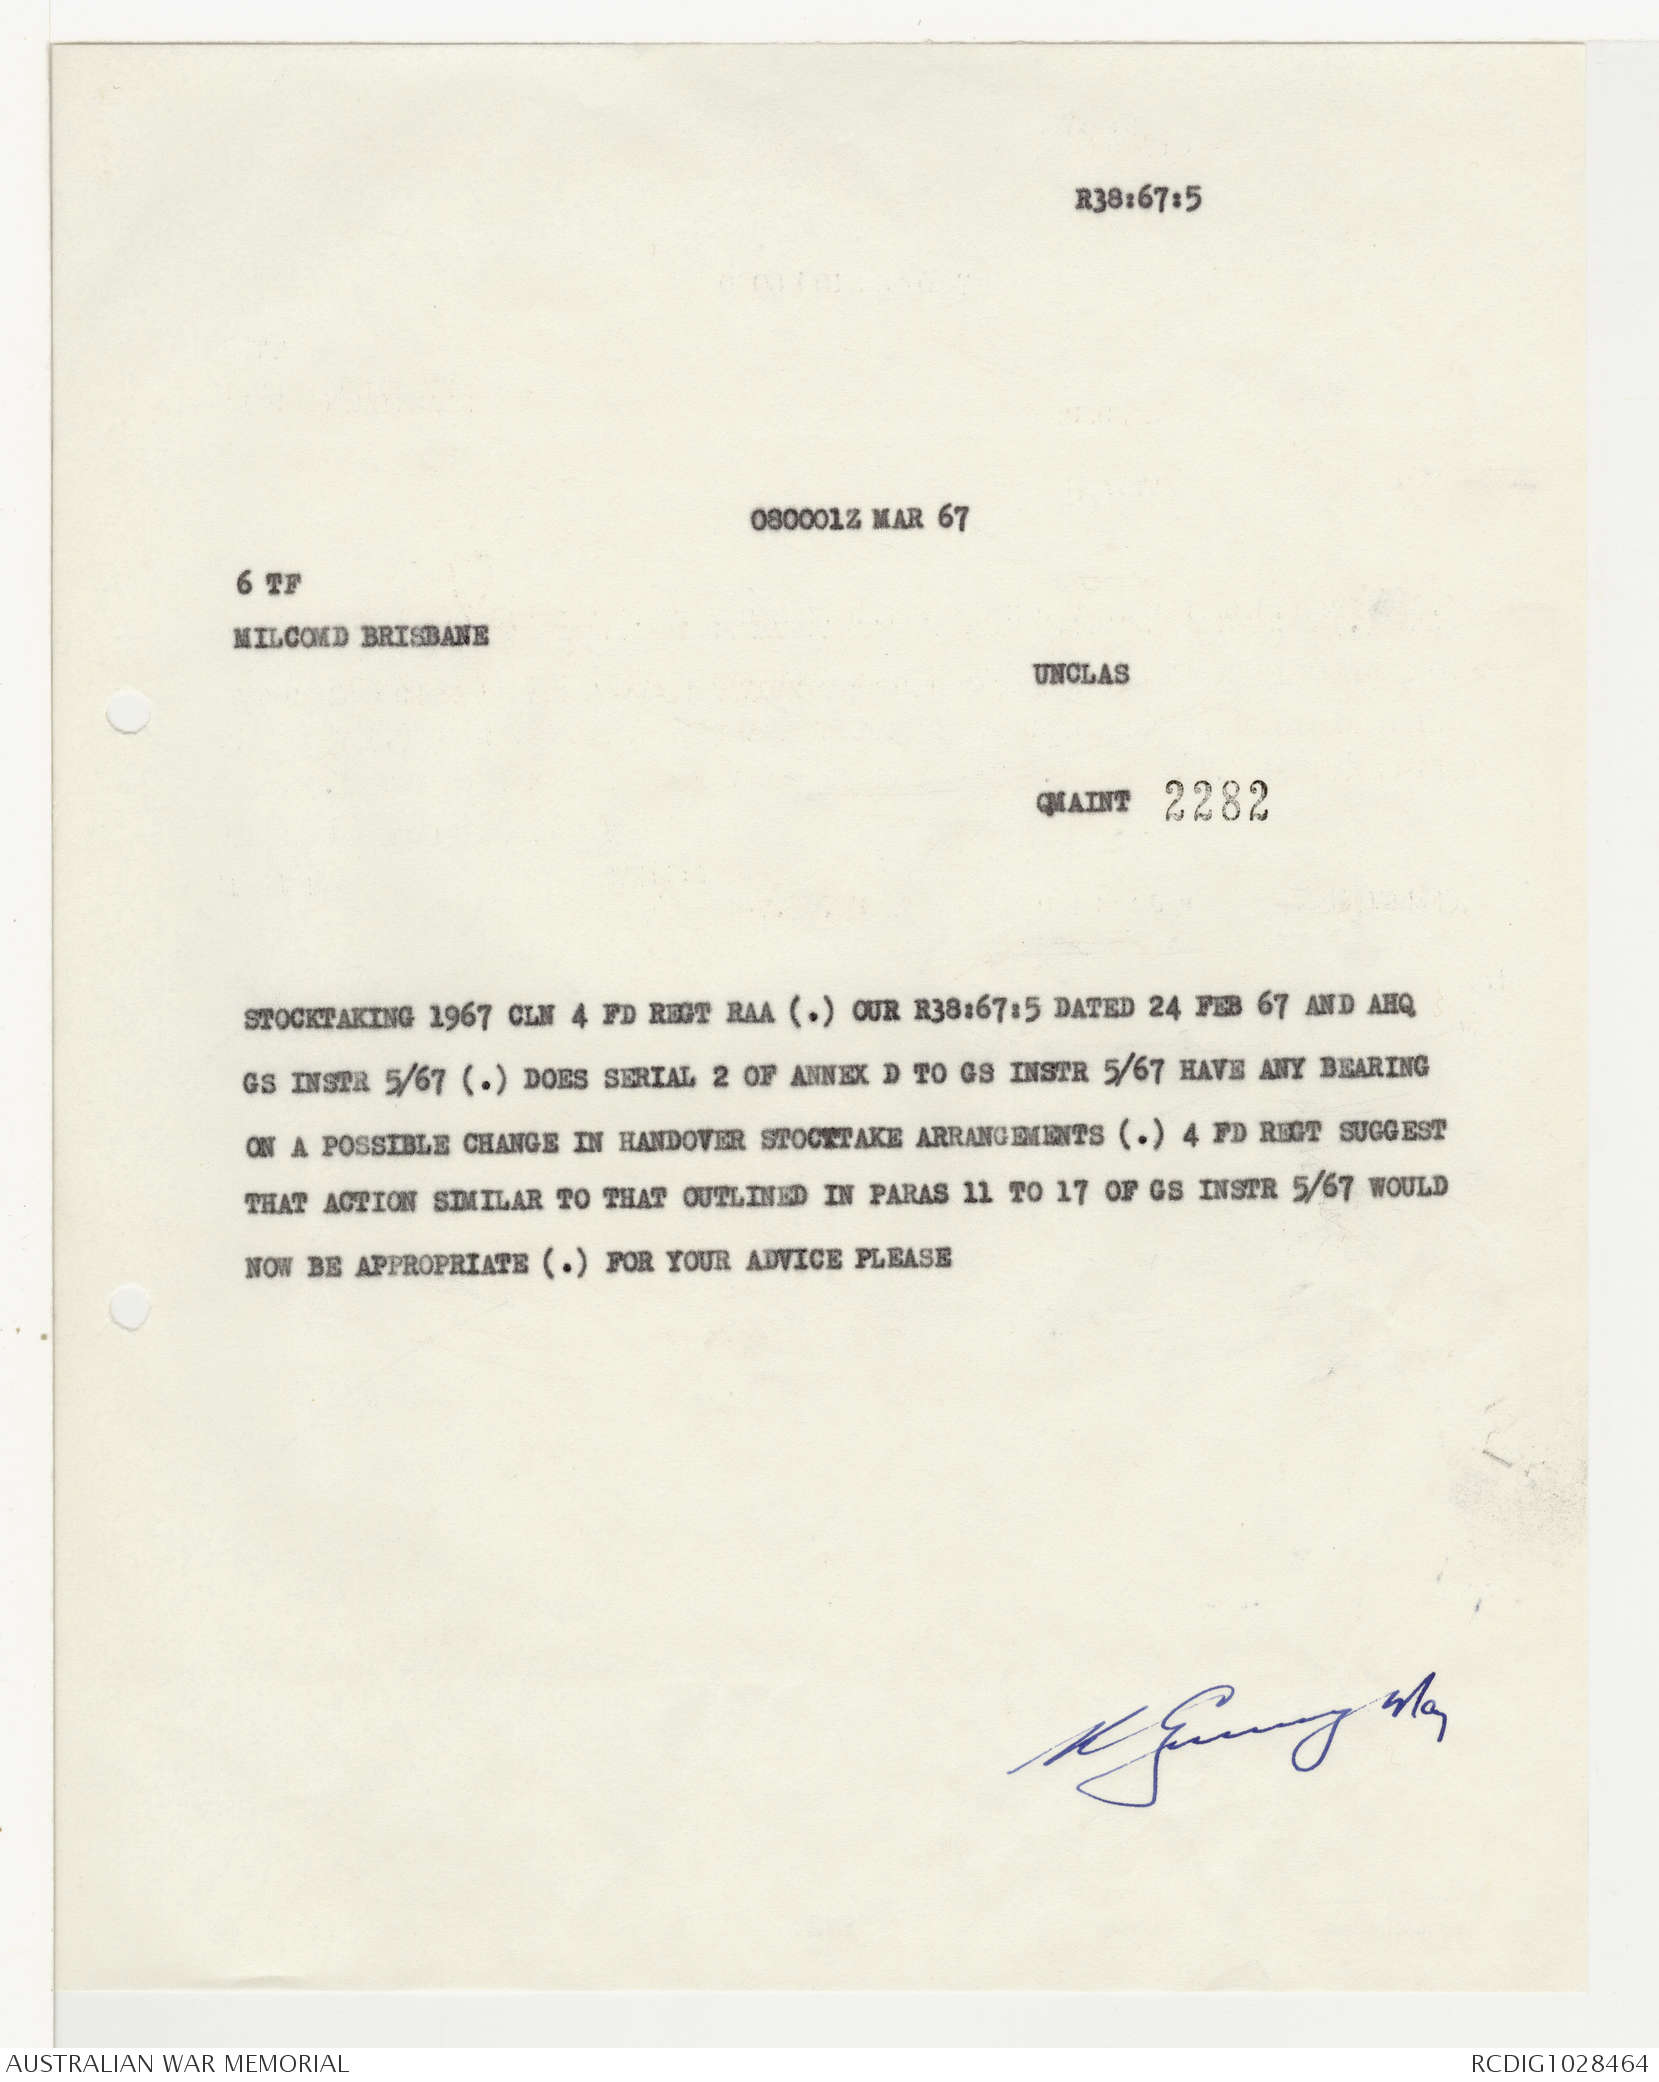 R38:67:5
080001Z MAR 67
6 TF
MILCOMD BRISBANE
UNCLAS
QMAINT 2282
STOCKTAKING 1967 CLN 4 FD REGT RAA (.) OUR R38:67:5 DATED 24 FEB 67 AND AHQ
GS INSTR 5/67 (.) DOES SERIAL 2 OF ANNEX D TO GS INSTR 5/67 HAVE ANY BEARING
ON A POSSIBLE CHANGE IN HANDOVER STOCKTAKE ARRANGEMENTS (.) 4 FD REGT SUGGEST
THAT ACTION SIMILAR TO THAT OUTLINED IN PARAS 11 TO 17 OF GS INSTR 5/67 WOULD
NOW BE APPROPRIATE (.) FOR YOUR ADVICE PLEASE
AUSTRALIAN WAR MEMORIAL
RCDIG1028464